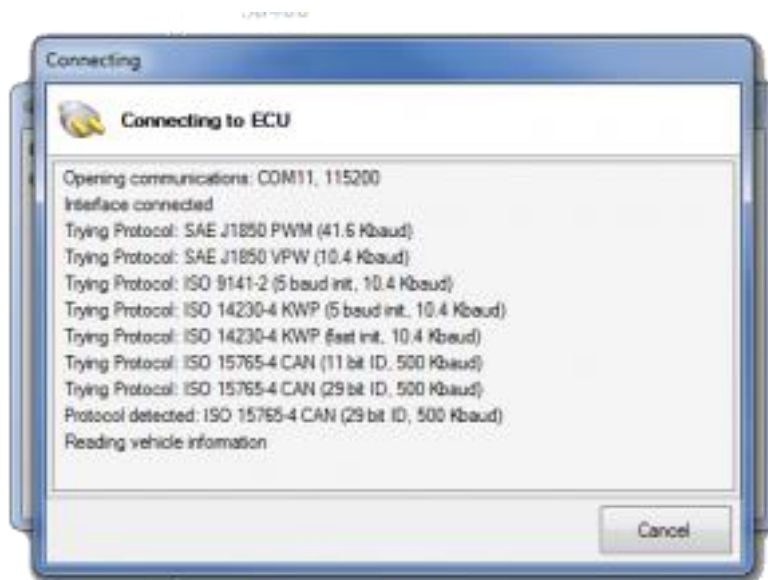 Connecting
Connecting to ECU
Opening communications: COM11, 115200
Interface connected
Trying Protocol: SAE J1850 PWM (41.6 Kbaud)
Trying Protocol: SAE J1850 VPW (10.4 Kbaud)
Trying Protocol: ISO 9141-2 (5 baud init, 10.4 Kbaud)
Trying Protocol: ISO 14230-4 KWP (5 baud init, 10.4 Kbaud)
Trying Protocol: ISO 14230-4 KWP (fast init, 10.4 Kbaud)
Trying Protocol: ISO 15765-4 CAN (11 bit ID, 500 Kbaud)
Trying Protocol: ISO 15765-4 CAN (29 bit ID, 500 Kbaud)
Protocol detected: ISO 15765-4 CAN (29 bit ID, 500 Kbaud)
Reading vehicle information
Cancel